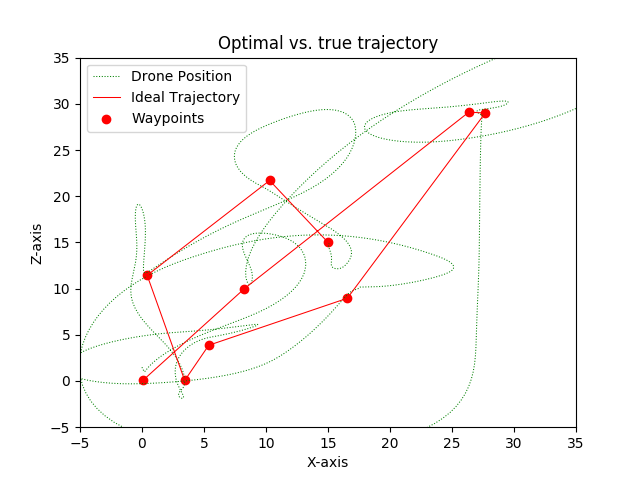 Optimal vs. true trajectory
Drone Position
Ideal Trajectory
Waypoints
35
30
25
20
15
10
5
0
−5
Z-axis
−5 0 5 10 15 20 25 30 35
X-axis